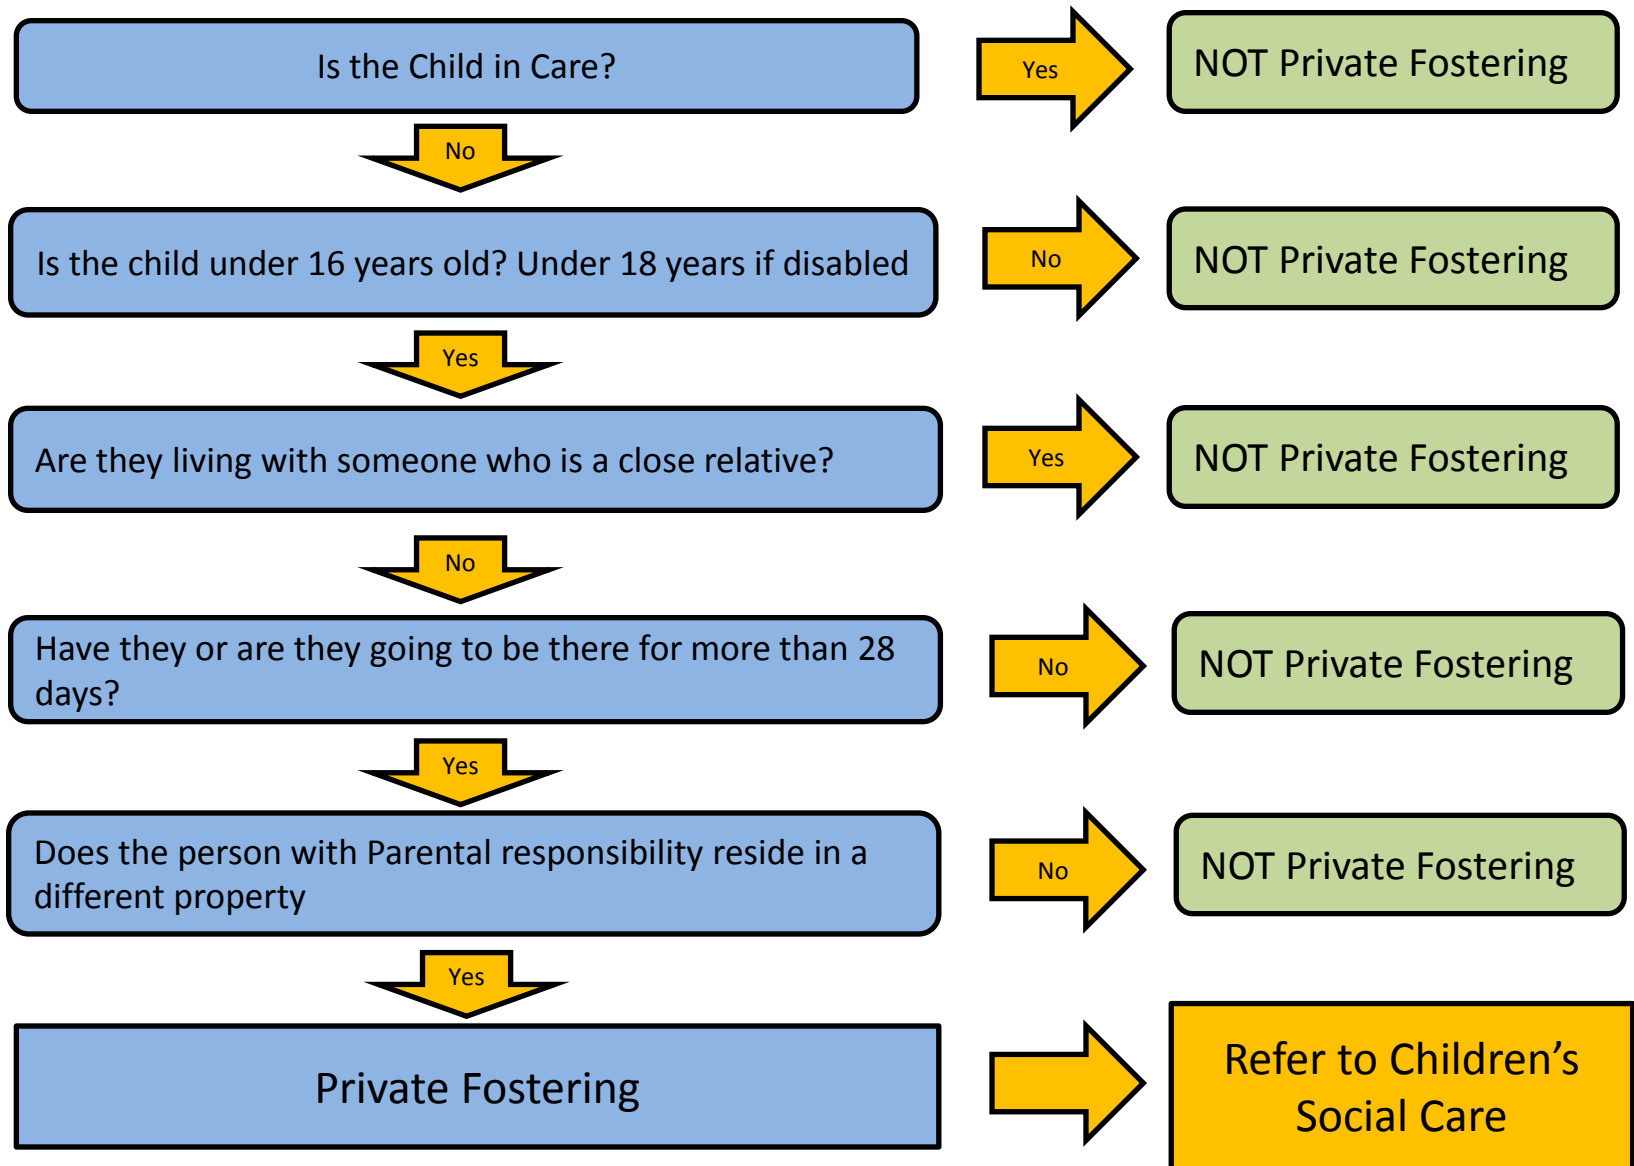 Is the Child in Care?
Yes
NOT Private Fostering
No
Is the child under 16 years old? Under 18 years if disabled
No
NOT Private Fostering
Yes
Are they living with someone who is a close relative?
Yes
NOT Private Fostering
No
Have they or are they going to be there for more than 28
days?
No
NOT Private Fostering
Yes
Does the person with Parental responsibility reside in a
different property
No
NOT Private Fostering
Yes
Private Fostering
Refer to Children’s
Social Care